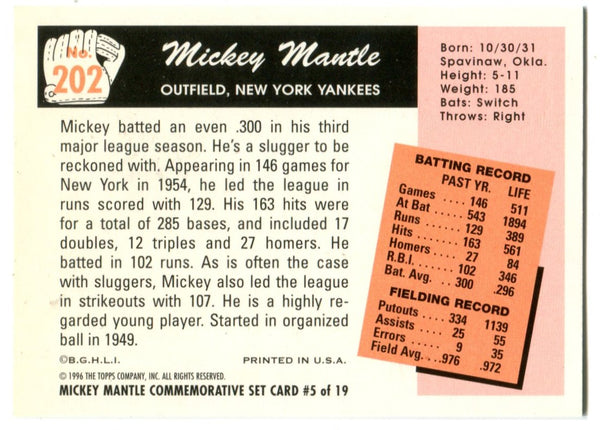 No.
202
Mickey Mantle
OUTFIELD, NEW YORK YANKEES
Born: 10/30/31
Spavinaw, Okla.
Height: 5-11
Weight: 185
Bats: Switch
Throws: Right
Mickey batted an even .300 in his third
major league season. He's a slugger to be
reckoned with. Appearing in 146 games for
New York in 1954, he led the league in
runs scored with 129. His 163 hits were
for a total of 285 bases, and included 17
doubles, 12 triples and 27 homers. He
batted in 102 runs. As is often the case
with sluggers, Mickey also led the league
in strikeouts with 107. He is a highly re-
garded young player. Started in organized
ball in 1949.
BATTING RECORD
PAST YR. LIFE
Games .... 146 511
At Bat .... 543 1894
Runs .... 129 389
Hits .... 163 561
Homers .... 27 84
R.B.I. .... 102 346
Bat. Avg. .. .300 .296
FIELDING RECORD
Putouts .... 334 1139
Assists .... 25 55
Errors .... 9 35
Field Avg. .. .976 .972
©B.G.H.L.I. PRINTED IN U.S.A.
© 1996 THE TOPPS COMPANY, INC. ALL RIGHTS RESERVED.
MICKEY MANTLE COMMEMORATIVE SET CARD #5 of 19